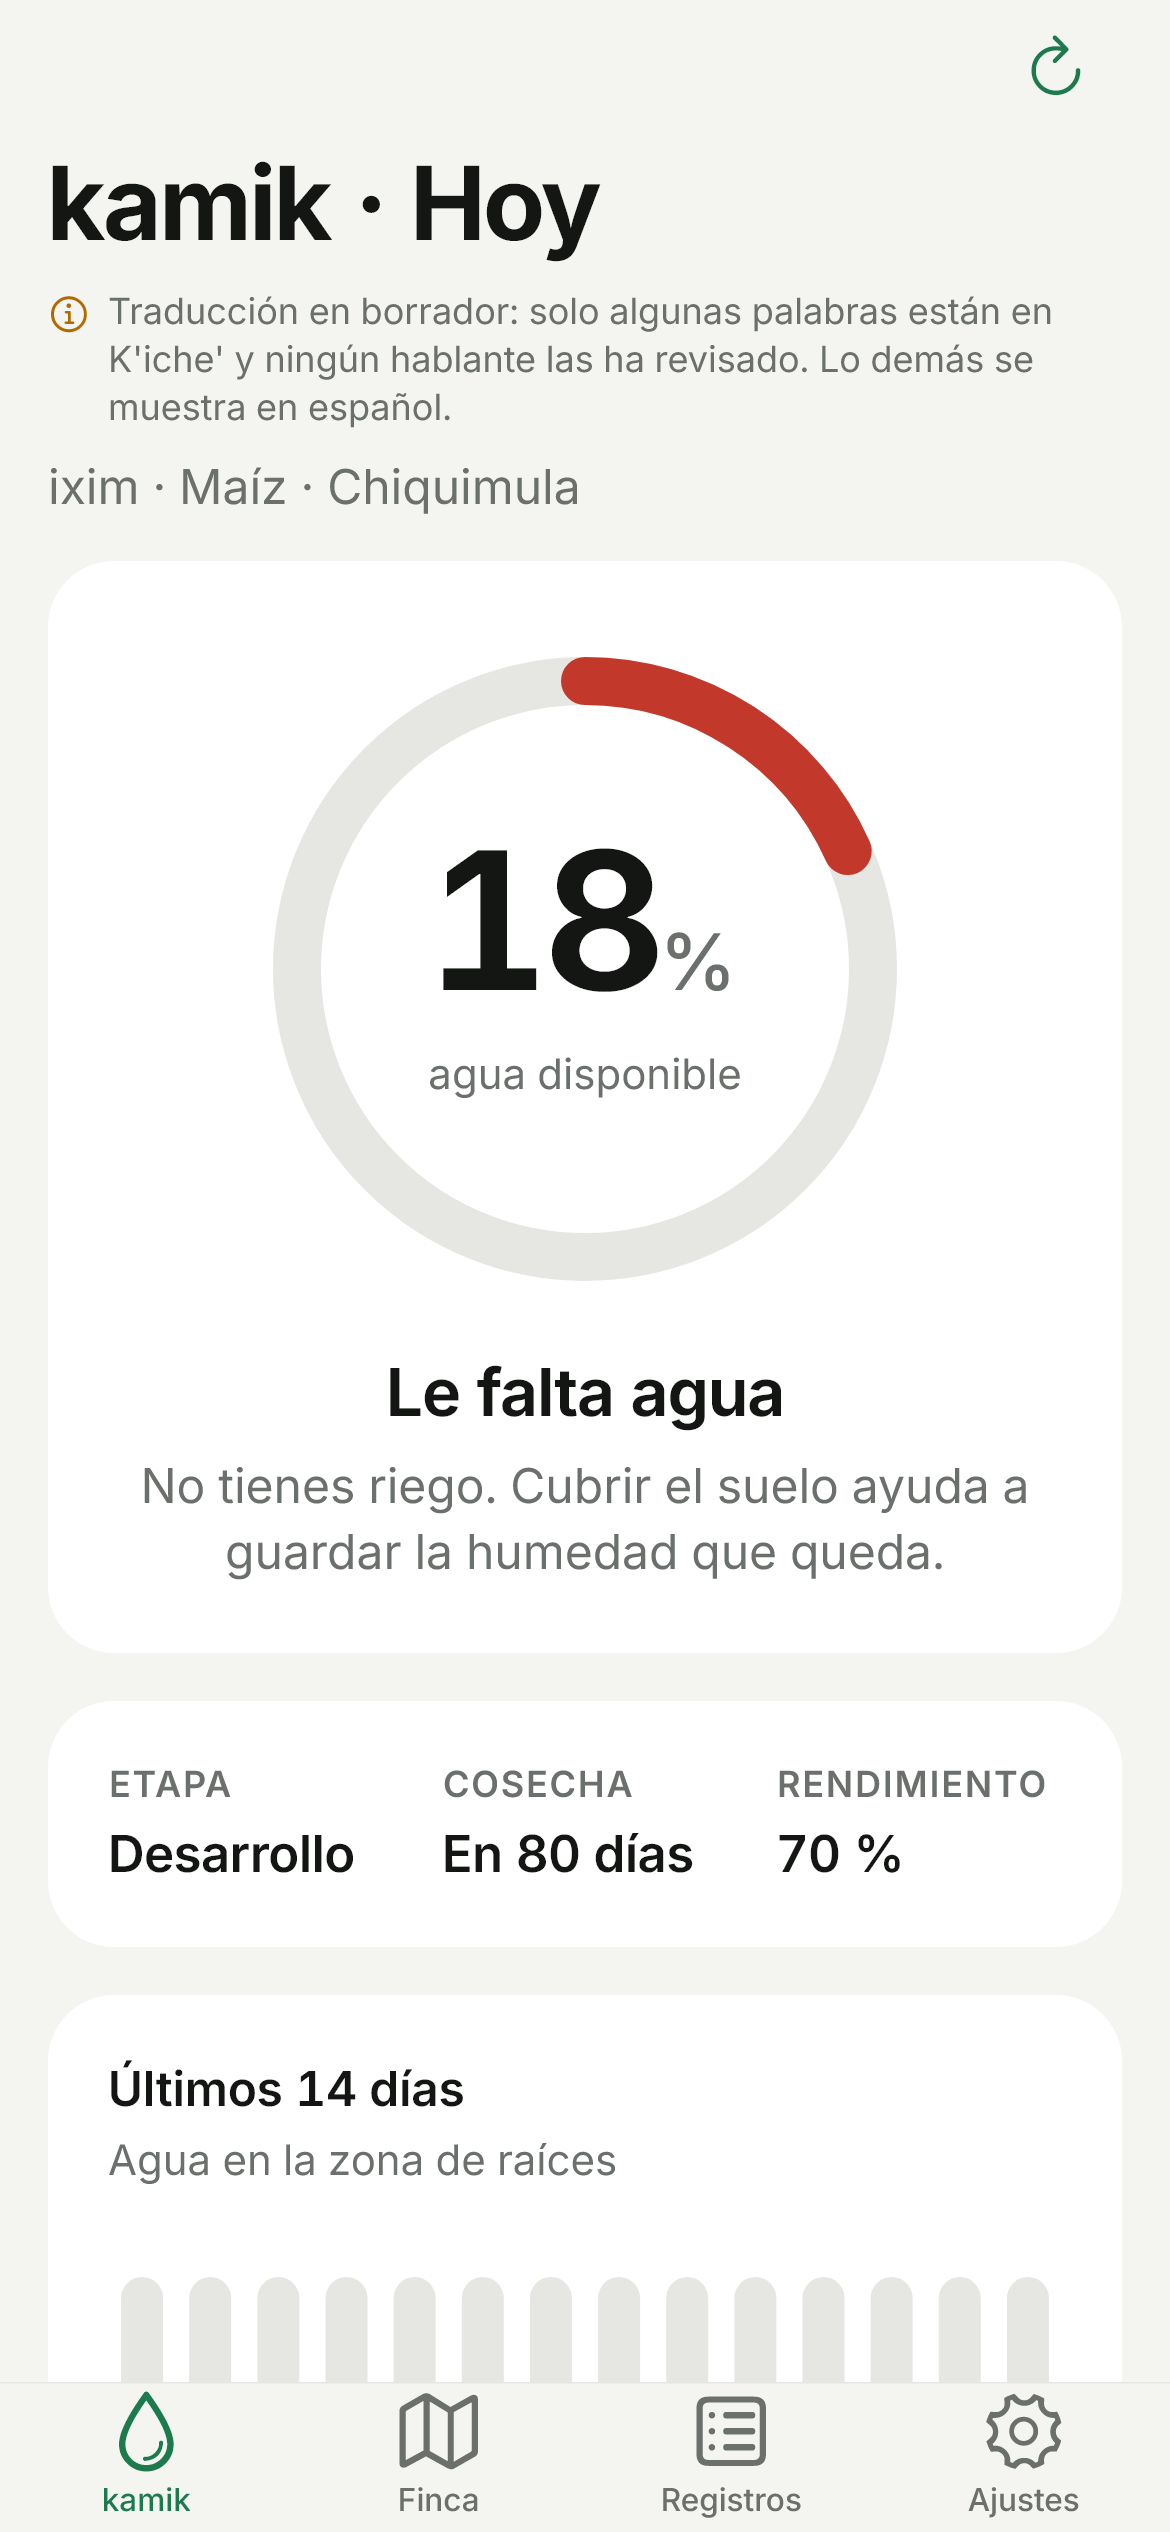 kamik · Hoy
Traducción en borrador: solo algunas palabras están en
K'iche' y ningún hablante las ha revisado. Lo demás se
muestra en español.
ixim · Maíz · Chiquimula
18%
agua disponible
Le falta agua
No tienes riego. Cubrir el suelo ayuda a
guardar la humedad que queda.
ETAPA COSECHA RENDIMIENTO
Desarrollo En 80 días 70 %
Últimos 14 días
Agua en la zona de raíces
kamik Finca Registros Ajustes